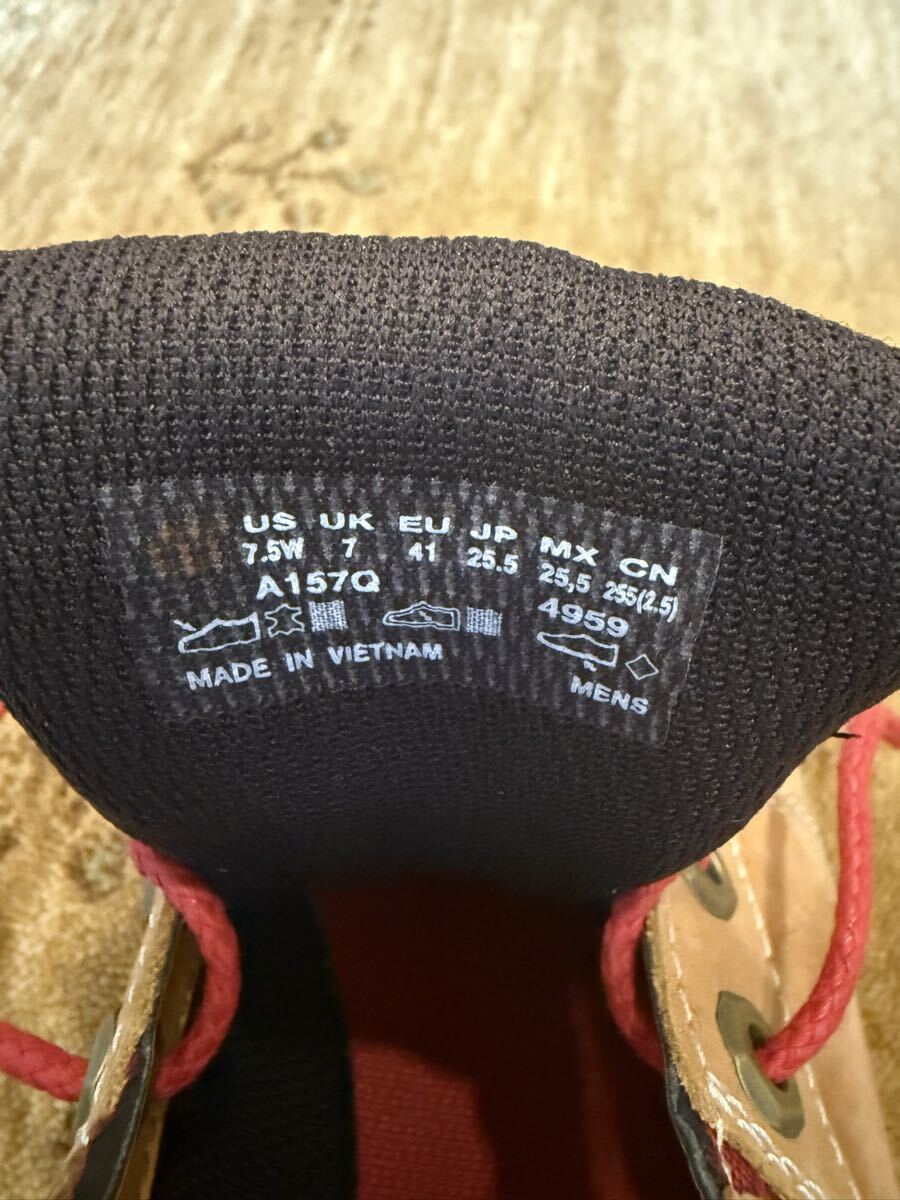 US UK EU JP MX CN
7.5W 7 41 25.5 25,5 255(2.5)
A157Q 4959
MADE IN VIETNAM MENS